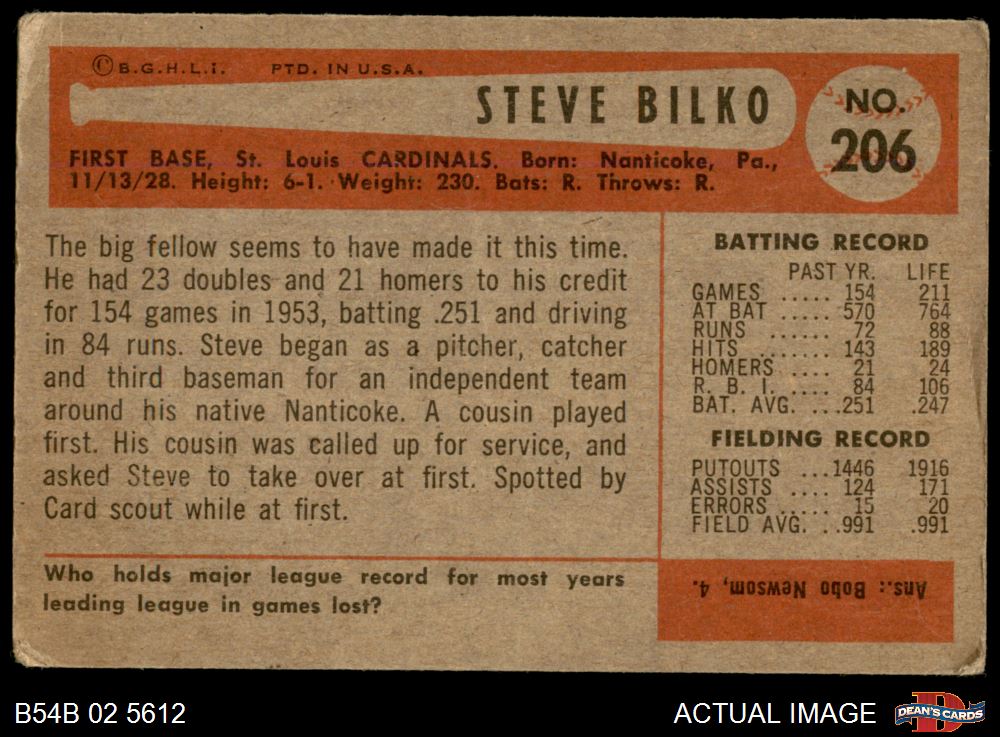 ©B.G.H.L.I. PTD. IN U.S.A.
STEVE BILKO
NO.
206
FIRST BASE, St. Louis CARDINALS. Born: Nanticoke, Pa.,
11/13/28. Height: 6-1. Weight: 230. Bats: R. Throws: R.
The big fellow seems to have made it this time.
He had 23 doubles and 21 homers to his credit
for 154 games in 1953, batting .251 and driving
in 84 runs. Steve began as a pitcher, catcher
and third baseman for an independent team
around his native Nanticoke. A cousin played
first. His cousin was called up for service, and
asked Steve to take over at first. Spotted by
Card scout while at first.
BATTING RECORD
PAST YR. LIFE
GAMES ..... 154 211
AT BAT ..... 570 764
RUNS ...... 72 88
HITS ........ 143 189
HOMERS .... 21 24
R. B. I. ..... 84 106
BAT. AVG. ...251 .247
FIELDING RECORD
PUTOUTS ...1446 1916
ASSISTS .... 124 171
ERRORS .... 15 20
FIELD AVG. ..991 .991
Who holds major league record for most years
leading league in games lost?
Ans.: Bobo Newsom, 4.
B54B 02 5612
ACTUAL IMAGE
DEAN'S CARDS